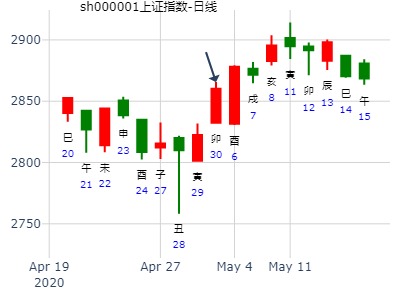 sh000001上证指数-日线
2900
2850
2800
2750
巳
20
午
21
未
22
申
23
酉
24
子
27
丑
28
寅
29
卯
30
酉
6
戌
7
亥
8
寅
11
卯
12
辰
13
巳
14
午
15
Apr 19
2020
Apr 27
May 4
May 11